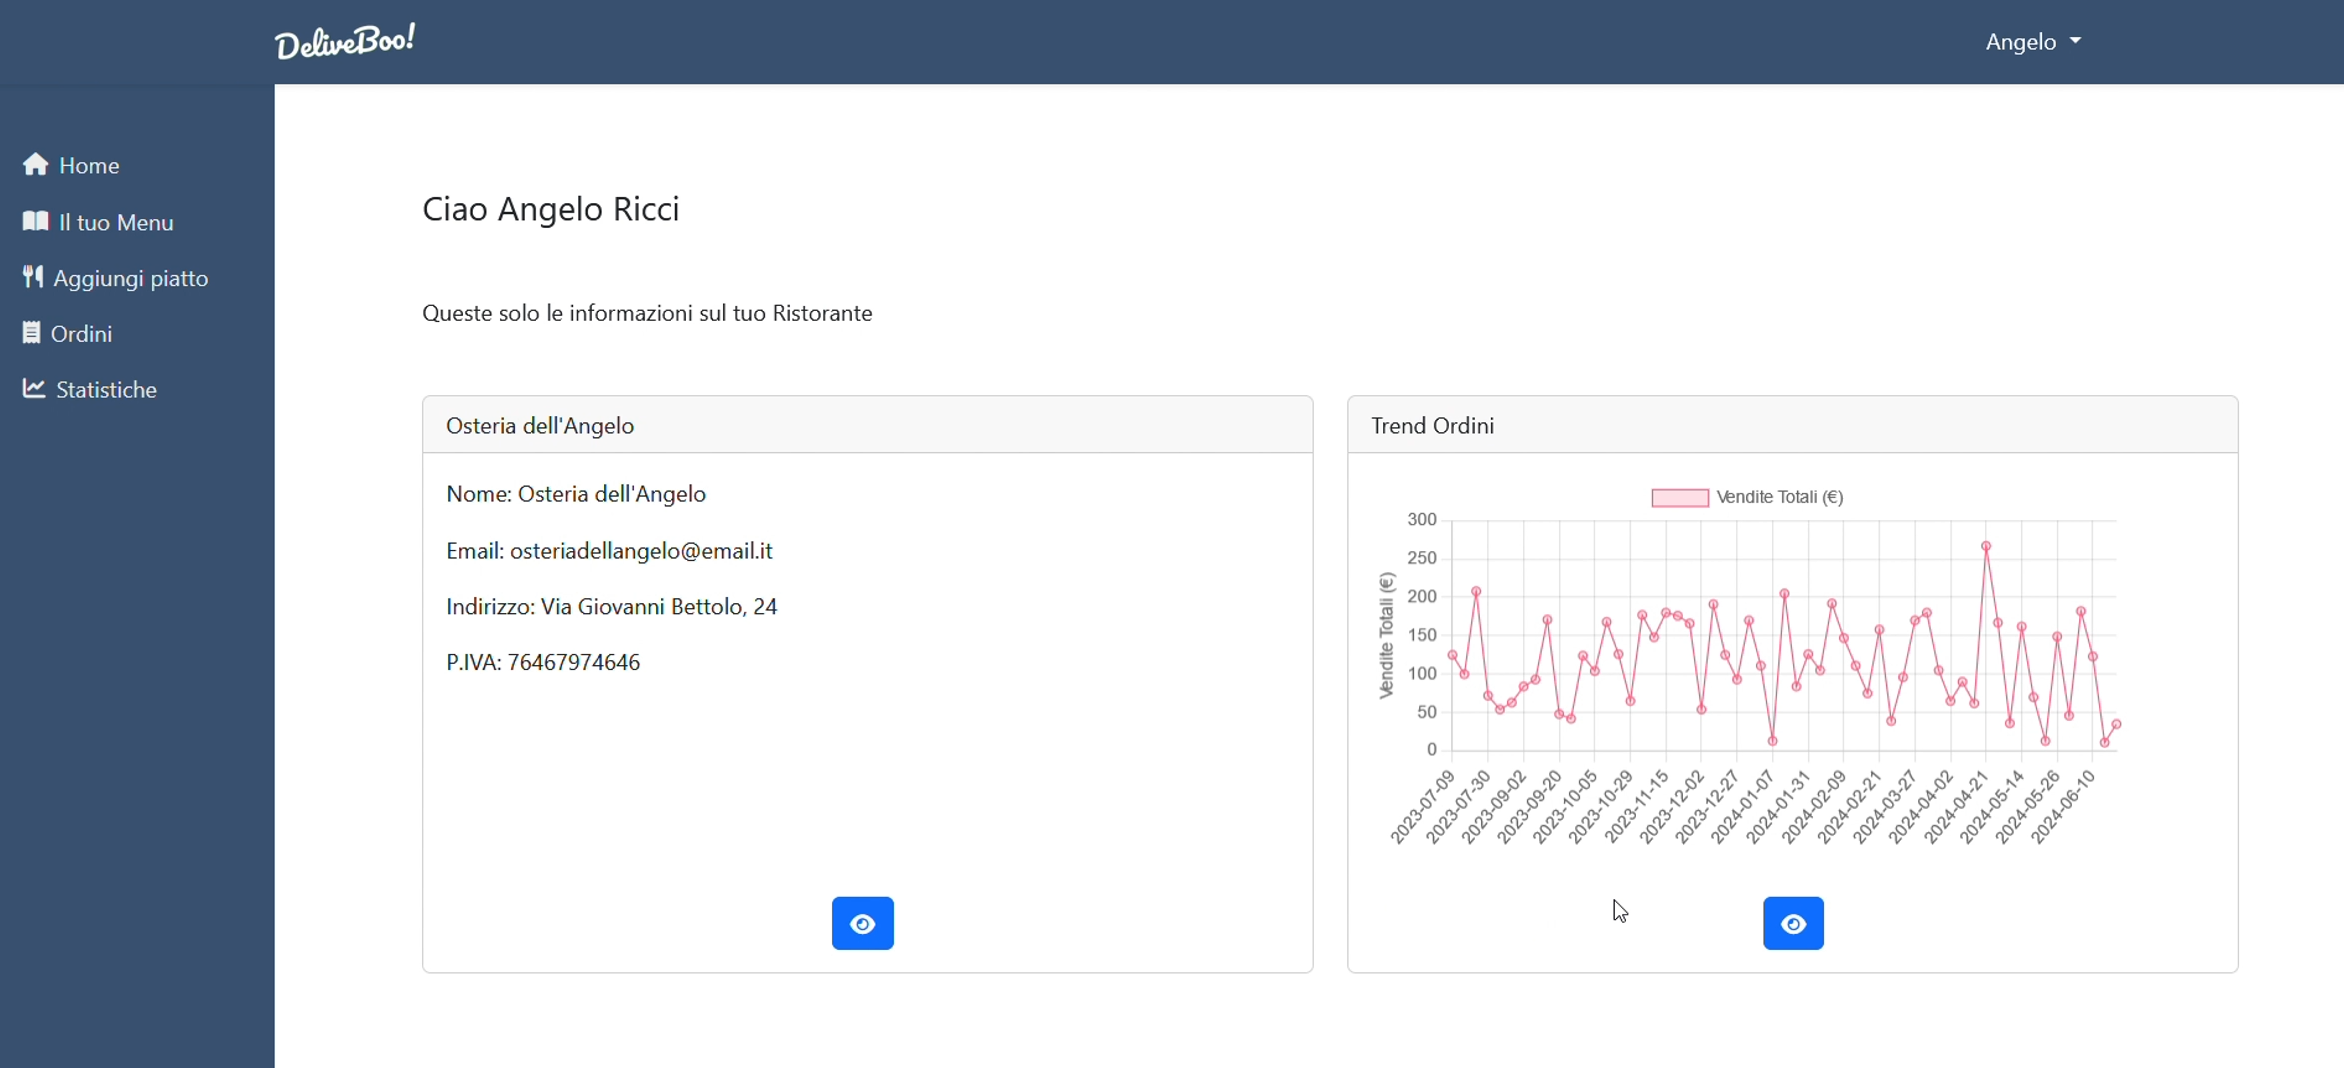 DeliveBoo!
Angelo
Home
Il tuo Menu
Aggiungi piatto
Ordini
Statistiche
Ciao Angelo Ricci
Queste solo le informazioni sul tuo Ristorante
Osteria dell'Angelo
Nome: Osteria dell'Angelo
Email: osteriadellangelo@email.it
Indirizzo: Via Giovanni Bettolo, 24
P.IVA: 76467974646
Trend Ordini
Vendite Totali (€)
Vendite Totali (€)
300
250
200
150
100
50
0
2023-07-09
2023-07-30
2023-09-02
2023-09-20
2023-10-05
2023-10-29
2023-11-15
2023-12-02
2023-12-27
2024-01-07
2024-01-31
2024-02-09
2024-02-21
2024-03-27
2024-04-02
2024-04-21
2024-05-14
2024-05-26
2024-06-10